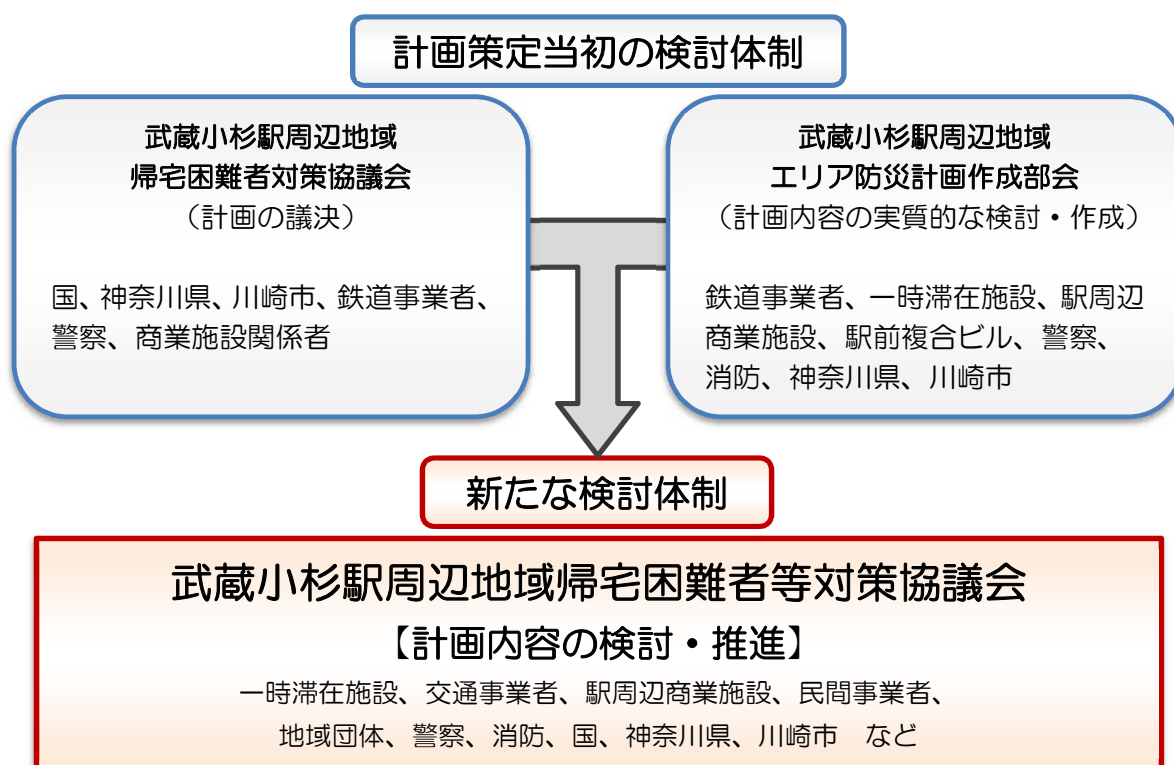 計画策定当初の検討体制
武蔵小杉駅周辺地域
帰宅困難者対策協議会
（計画の議決）
国、神奈川県、川崎市、鉄道事業者、
警察、商業施設関係者
武蔵小杉駅周辺地域
エリア防災計画作成部会
（計画内容の実質的な検討・作成）
鉄道事業者、一時滞在施設、駅周辺
商業施設、駅前複合ビル、警察、
消防、神奈川県、川崎市
新たな検討体制
武蔵小杉駅周辺地域帰宅困難者等対策協議会
【計画内容の検討・推進】
一時滞在施設、交通事業者、駅周辺商業施設、民間事業者、
地域団体、警察、消防、国、神奈川県、川崎市　など